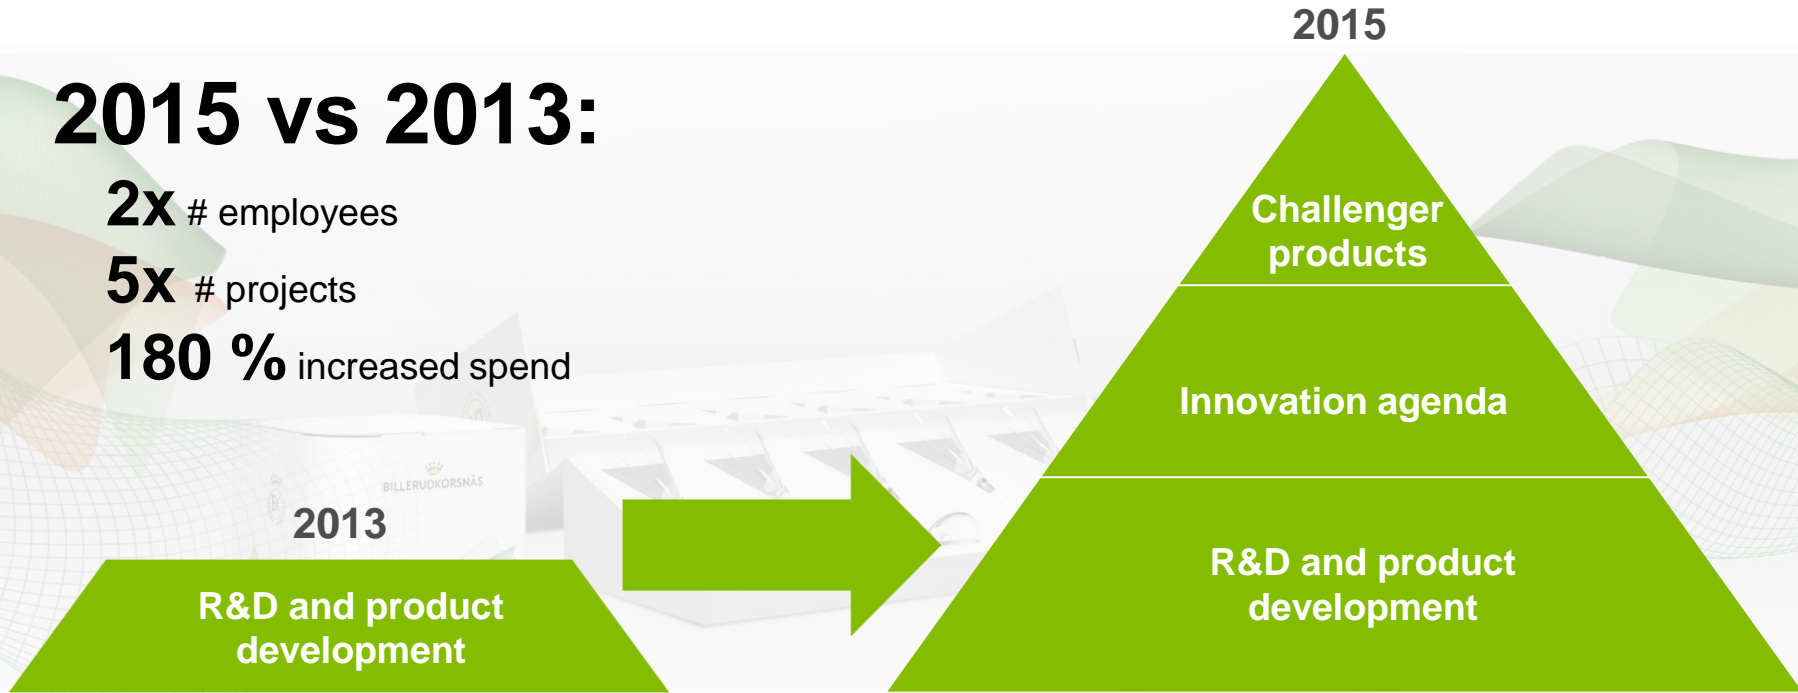 2015 vs 2013:
2x # employees
5x # projects
180 % increased spend
BILLERUDKORSNÄS
2013
R&D and product
development
2015
Challenger
products
Innovation agenda
R&D and product
development